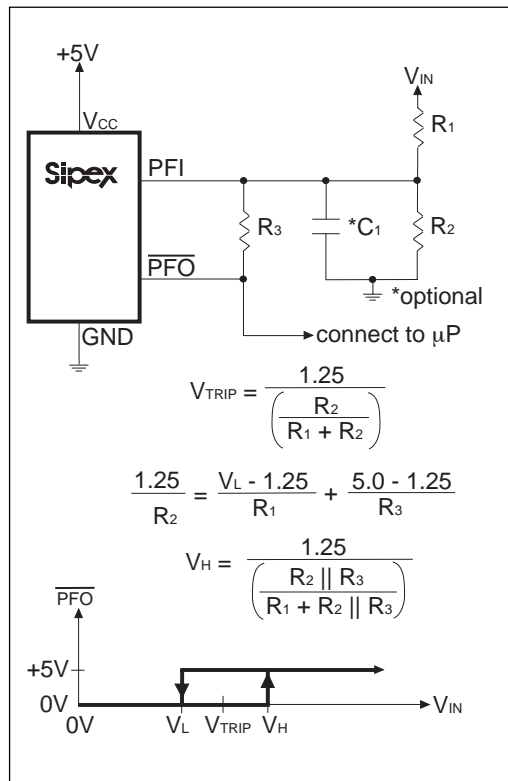 +5V
VCC
VIN
R1
Sipex
PFI
R3
*C1
R2
PFO
*optional
GND
connect to μP
VTRIP = 1.25 / (R2 / (R1 + R2))
1.25 / R2 = (VL - 1.25) / R1 + (5.0 - 1.25) / R3
VH = 1.25 / (R2 || R3 / (R1 + R2 || R3))
PFO
+5V
0V
0V VL VTRIP VH VIN